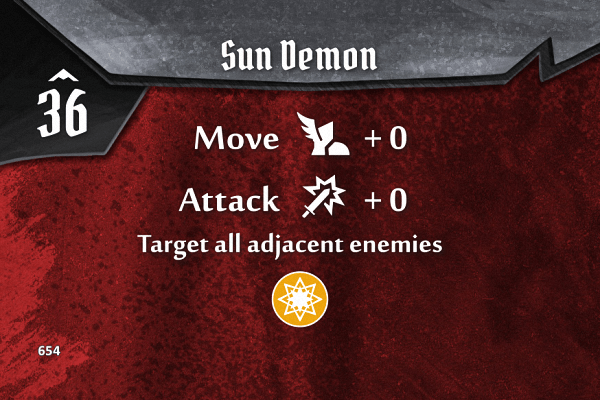 Sun Demon
36
Move + 0
Attack + 0
Target all adjacent enemies
654